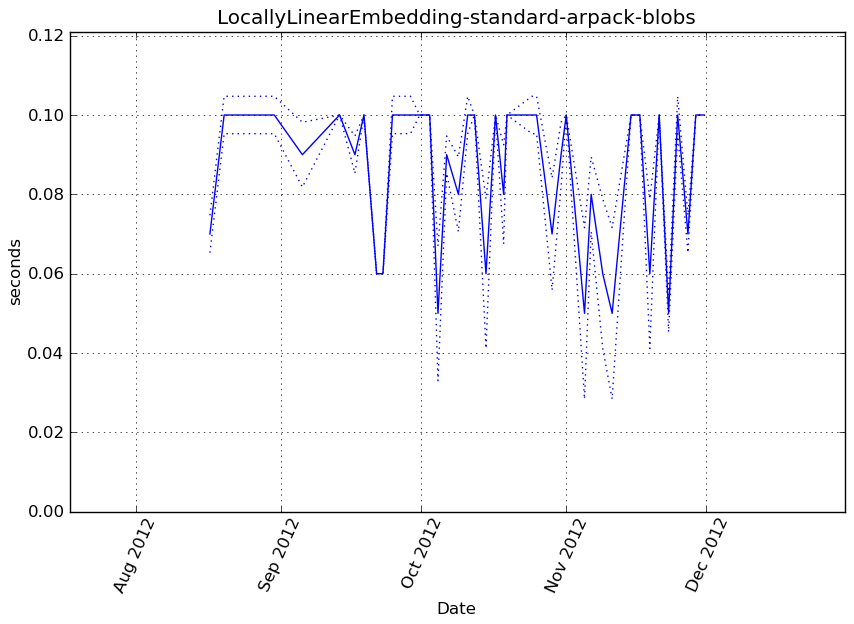 LocallyLinearEmbedding-standard-arpack-blobs
0.12
0.10
0.08
0.06
0.04
0.02
0.00
seconds
Aug 2012
Sep 2012
Oct 2012
Nov 2012
Dec 2012
Date